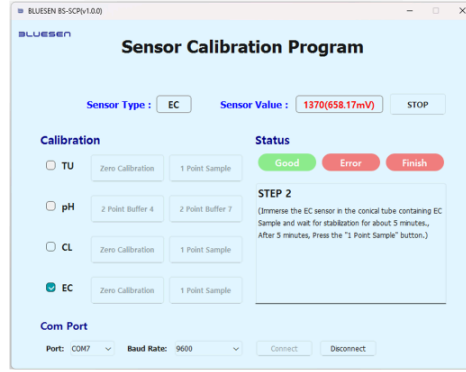 BLUESEN BS-SCP(v1.0.0)
BLUESEN
Sensor Calibration Program
Sensor Type : EC Sensor Value : 1370(658.17mV) STOP
Calibration
Status
TU Zero Calibration 1 Point Sample
Good Error Finish
pH 2 Point Buffer 4 2 Point Buffer 7
STEP 2
(Immerse the EC sensor in the conical tube containing EC
Sample and wait for stabilization for about 5 minutes.,
After 5 minutes, Press the "1 Point Sample" button.)
CL Zero Calibration 1 Point Sample
EC Zero Calibration 1 Point Sample
Com Port
Port: COM7 Baud Rate: 9600 Connect Disconnect